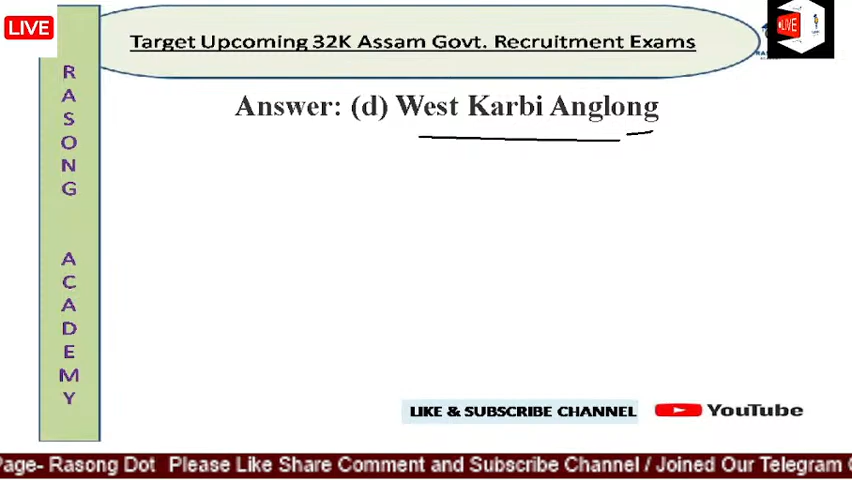 LIVE
Target Upcoming 32K Assam Govt. Recruitment Exams
LIVE
Answer: (d) West Karbi Anglong
RASONG
ACADEMY
LIKE & SUBSCRIBE CHANNEL
YouTube
Page- Rasong Dot Please Like Share Comment and Subscribe Channel / Joined Our Telegram